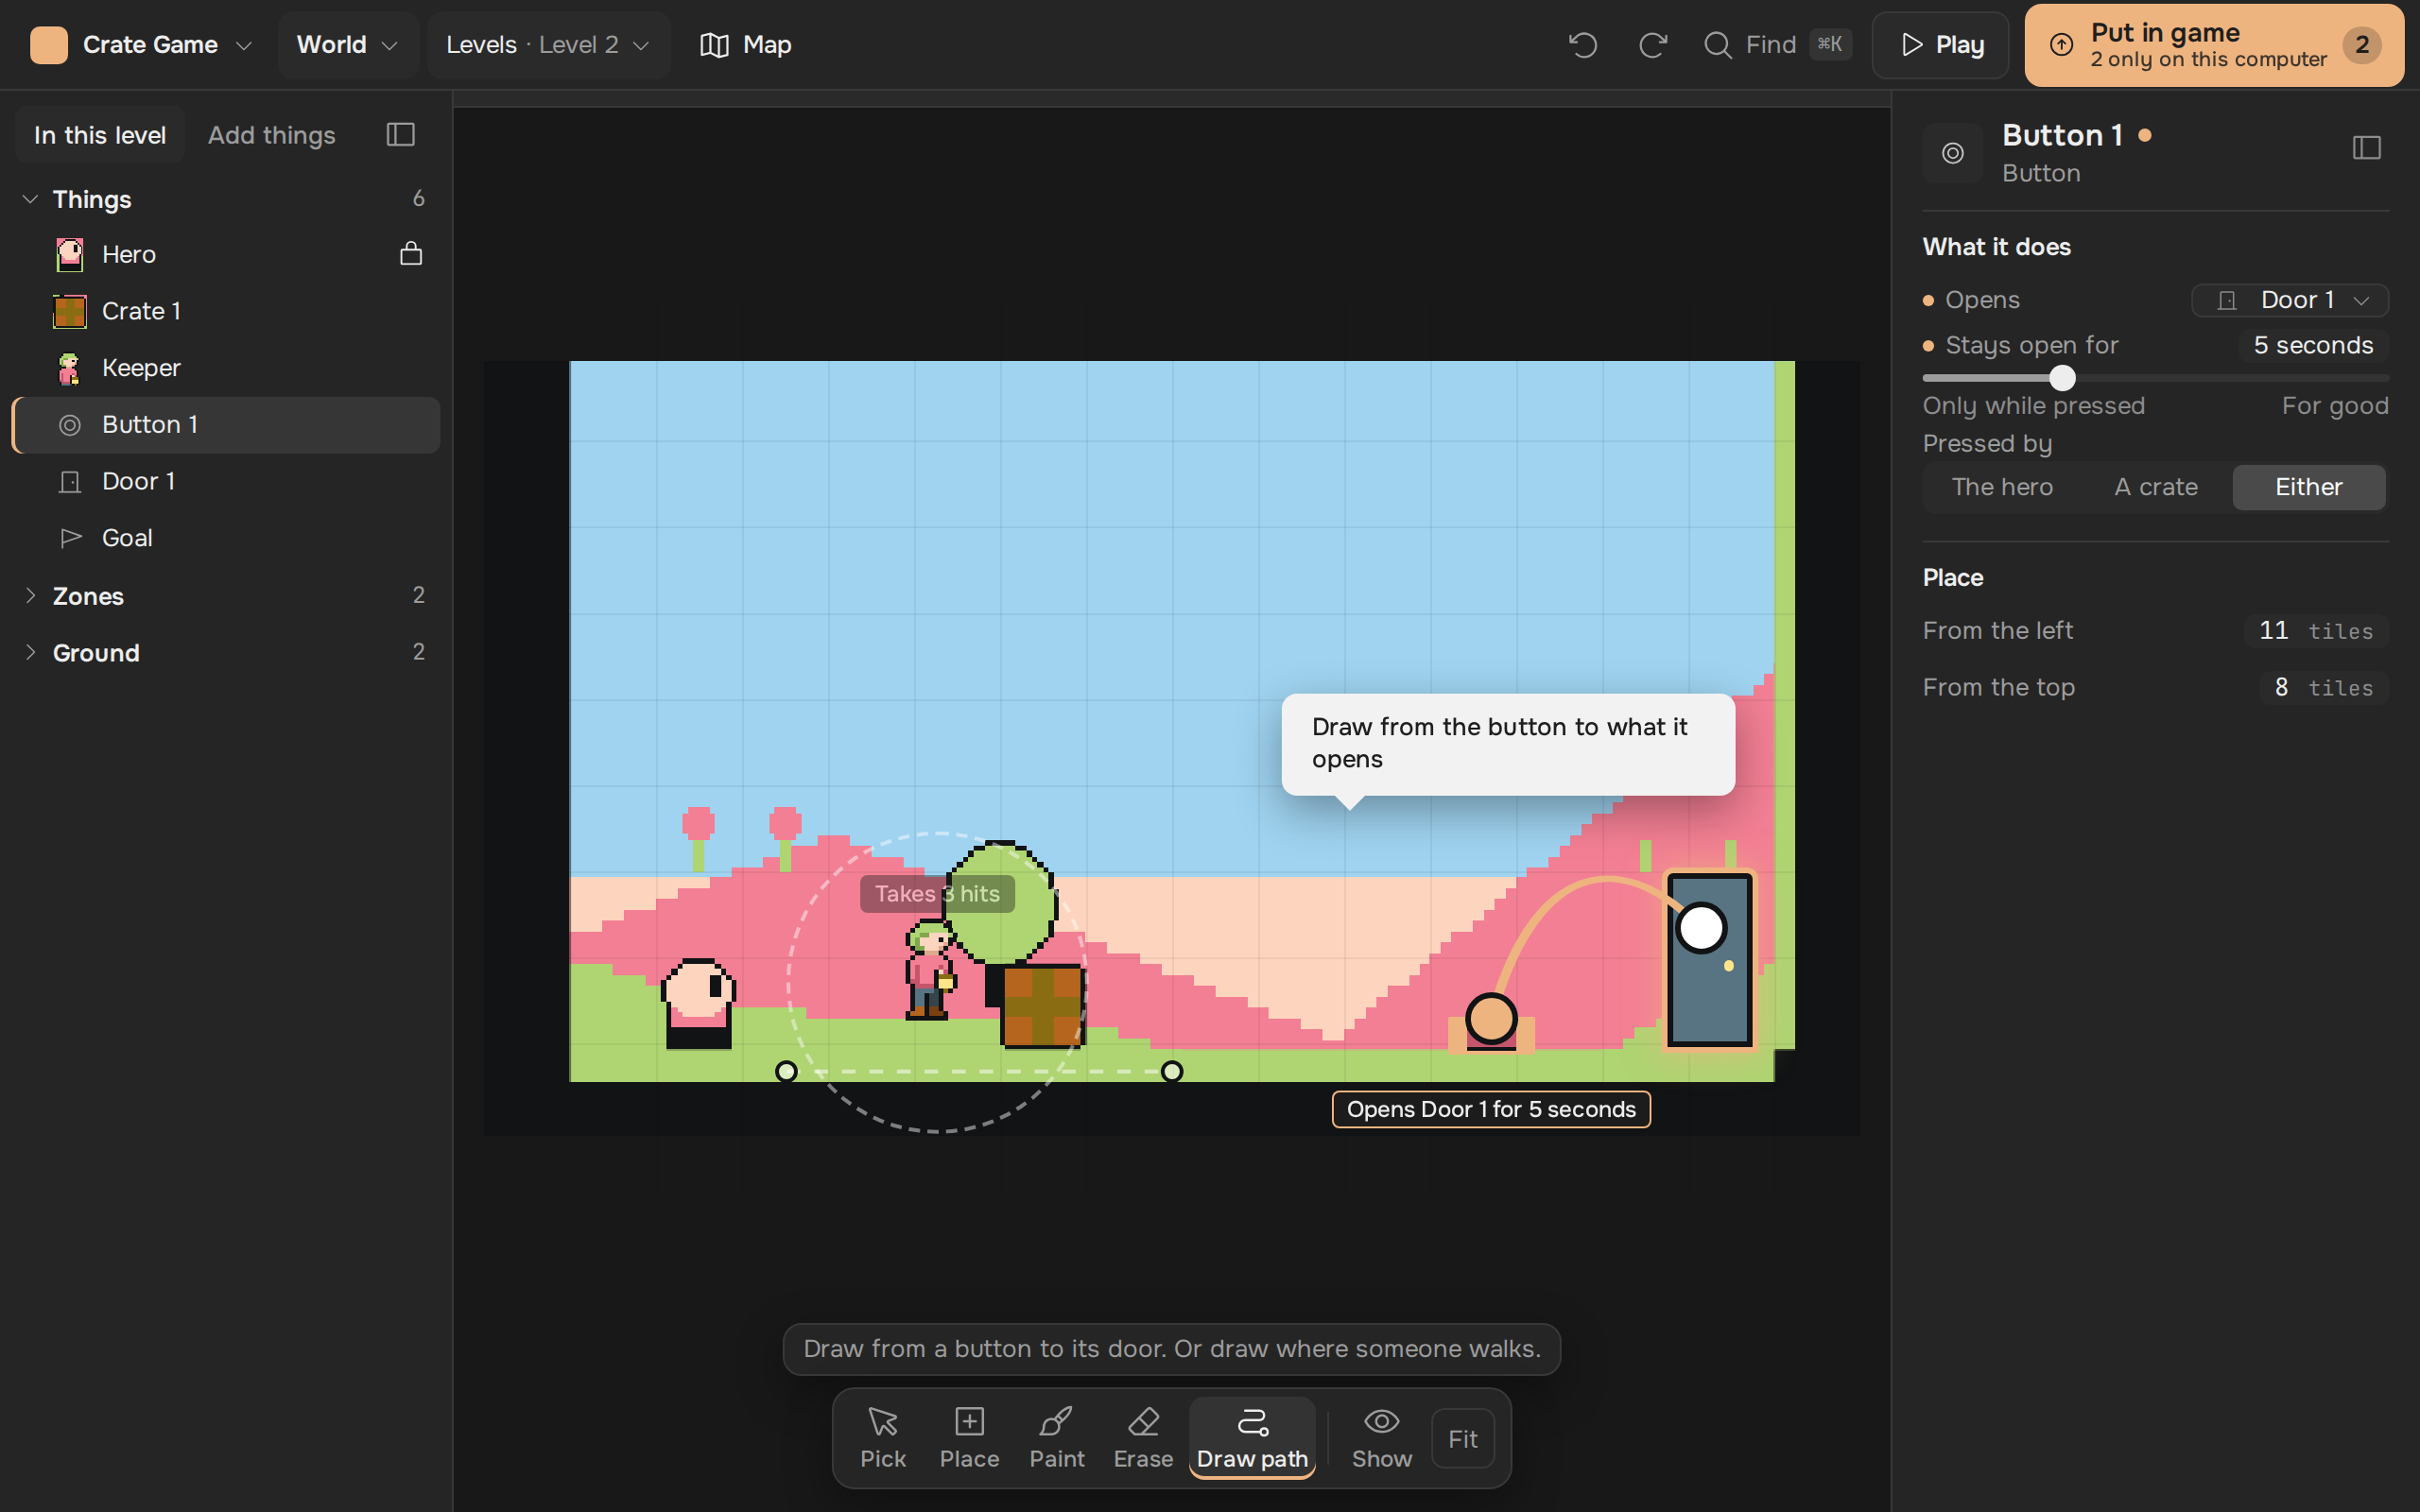 Crate Game
World
Levels · Level 2
Map
Find ⌘K
Play
Put in game
2 only on this computer
2
In this level
Add things
Things 6
Hero
Crate 1
Keeper
Button 1
Door 1
Goal
Zones 2
Ground 2
Draw from the button to what it
opens
Takes 3 hits
Opens Door 1 for 5 seconds
Draw from a button to its door. Or draw where someone walks.
Pick
Place
Paint
Erase
Draw path
Show
Fit
Button 1
Button
What it does
Opens Door 1
Stays open for 5 seconds
Only while pressed For good
Pressed by
The hero A crate Either
Place
From the left 11 tiles
From the top 8 tiles